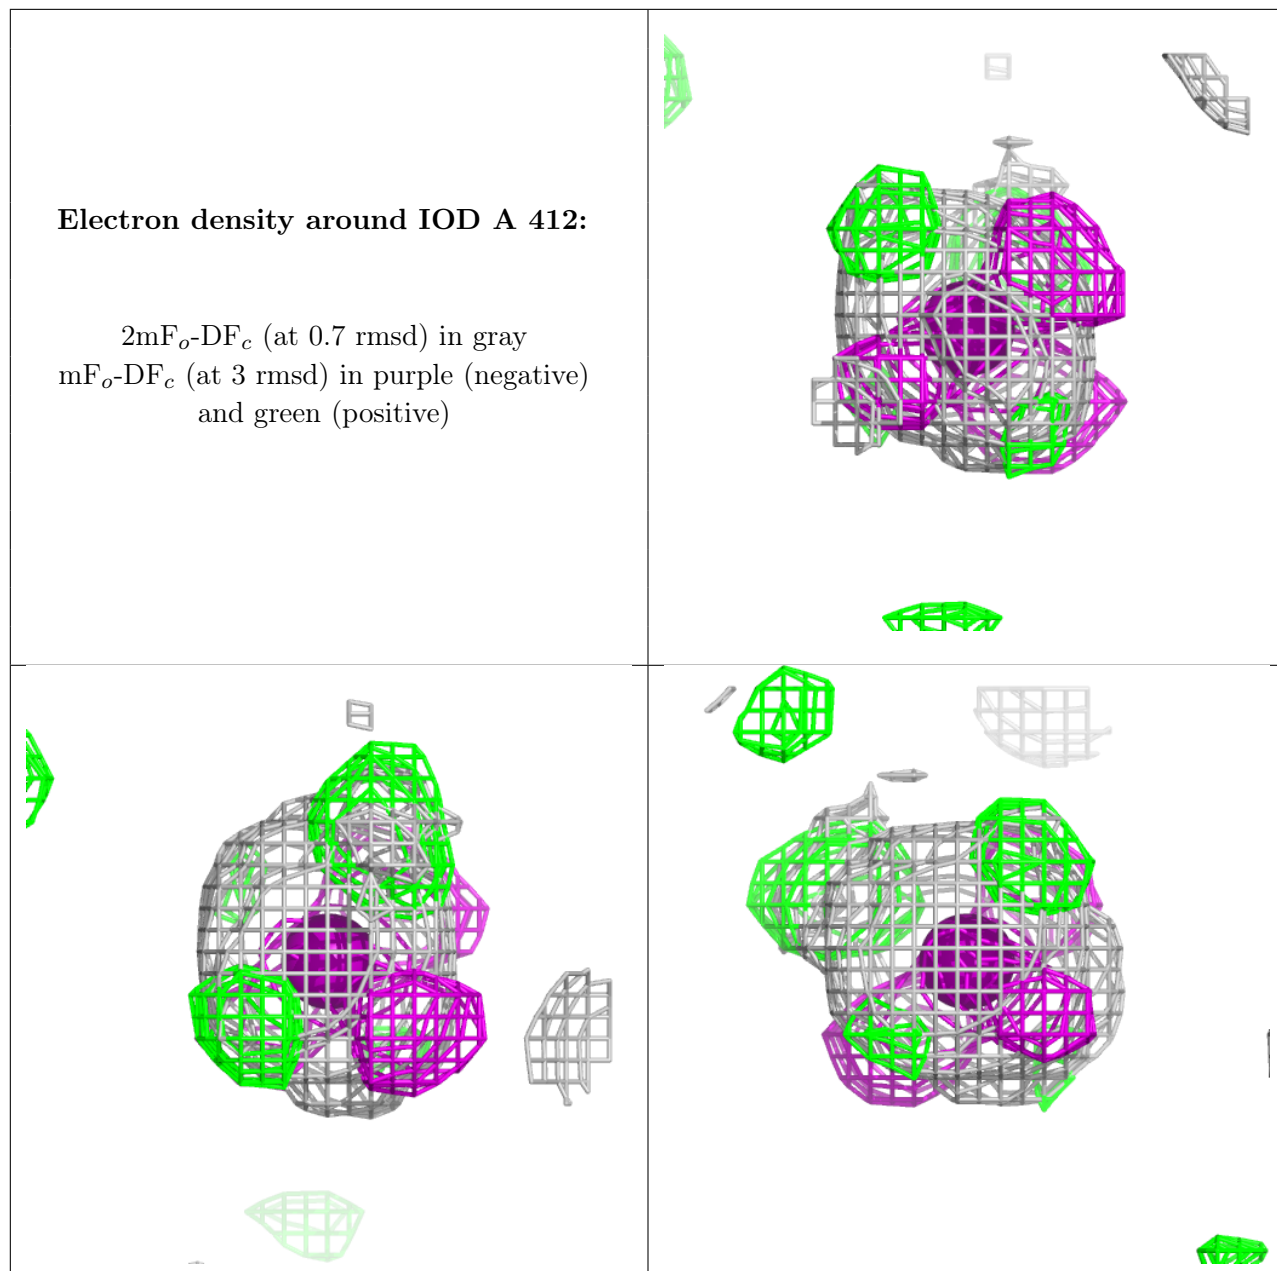 Electron density around IOD A 412:
2mFo-DFc (at 0.7 rmsd) in gray
mFo-DFc (at 3 rmsd) in purple (negative)
and green (positive)